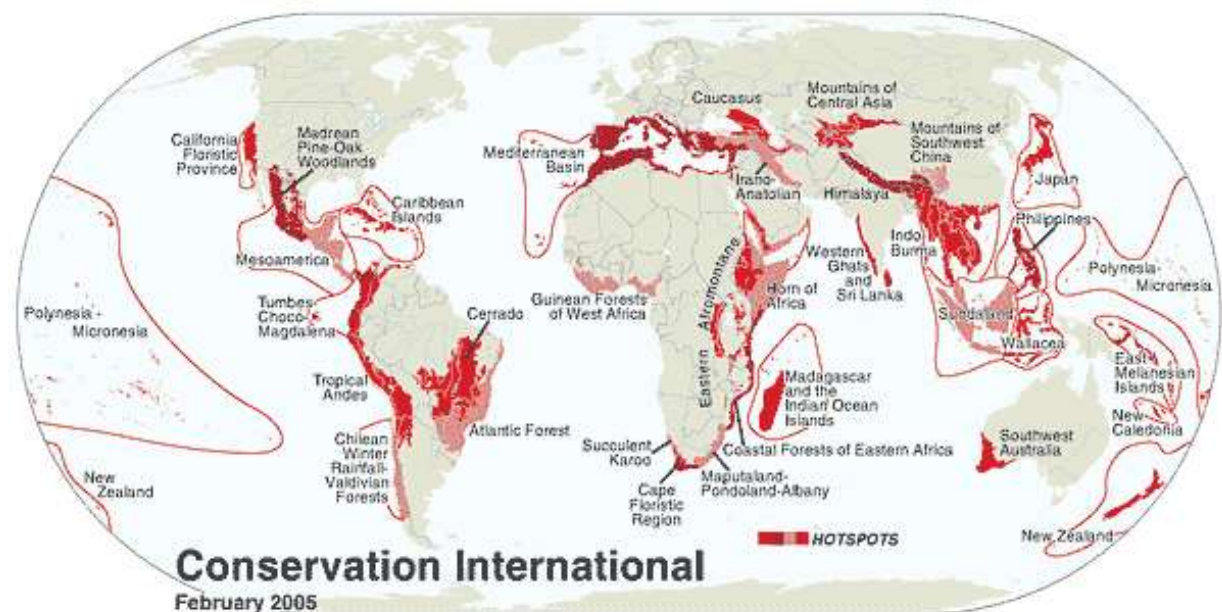 California
Floristic
Province
Madrean
Pine-Oak
Woodlands
Caribbean
Islands
Mesoamerica
Polynesia -
Micronesia
Tumbes-
Choco-
Magdalena
Cerrado
Tropical
Andes
Atlantic Forest
Chilean
Winter
Rainfall-
Valdivian
Forests
New
Zealand
Mediterranean
Basin
Caucasus
Mountains of
Central Asia
Mountains of
Southwest
China
Irano-
Anatolian
Himalaya
Japan
Philippines
Indo
Burma
Western
Ghats
and
Sri Lanka
Polynesia-
Micronesia
Guinean Forests
of West Africa
Eastern Afromontane
Horn of
Africa
Sundaland
Wallacea
East
Melanesian
Islands
New-
Caledonia
Madagascar
and the
Indian Ocean
Islands
Succulent
Karoo
Coastal Forests of Eastern Africa
Cape
Floristic
Region
Maputaland-
Pondoland-Albany
Southwest
Australia
New Zealand
HOTSPOTS
Conservation International
February 2005